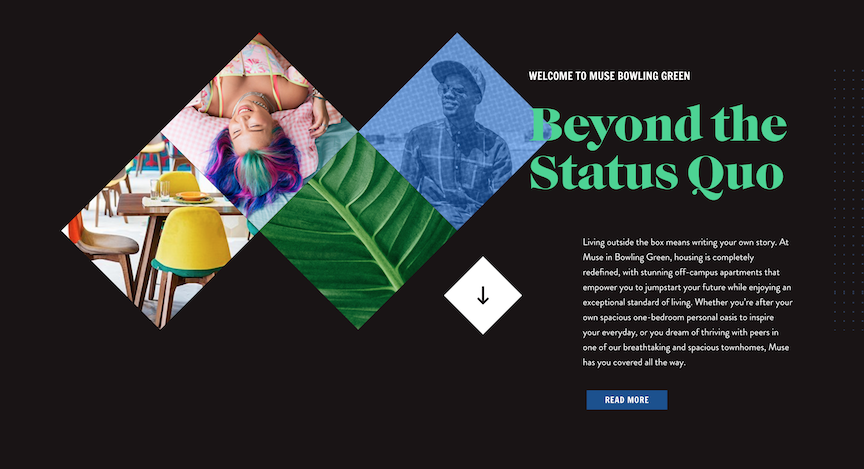 WELCOME TO MUSE BOWLING GREEN
Beyond the
Status Quo
Living outside the box means writing your own story. At
Muse in Bowling Green, housing is completely
redefined, with stunning off-campus apartments that
empower you to jumpstart your future while enjoying an
exceptional standard of living. Whether you're after your
own spacious one-bedroom personal oasis to inspire
your everyday, or you dream of thriving with peers in
one of our breathtaking and spacious townhomes, Muse
has you covered all the way.
READ MORE